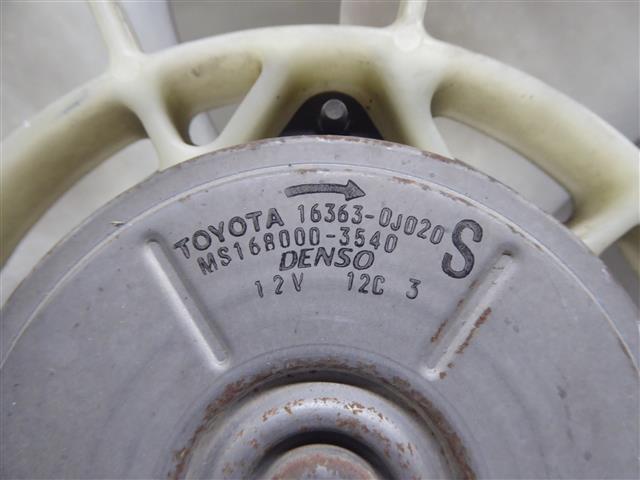 TOYOTA 16363-0J020
MS168000-3540 S
DENSO
12V 12C 3